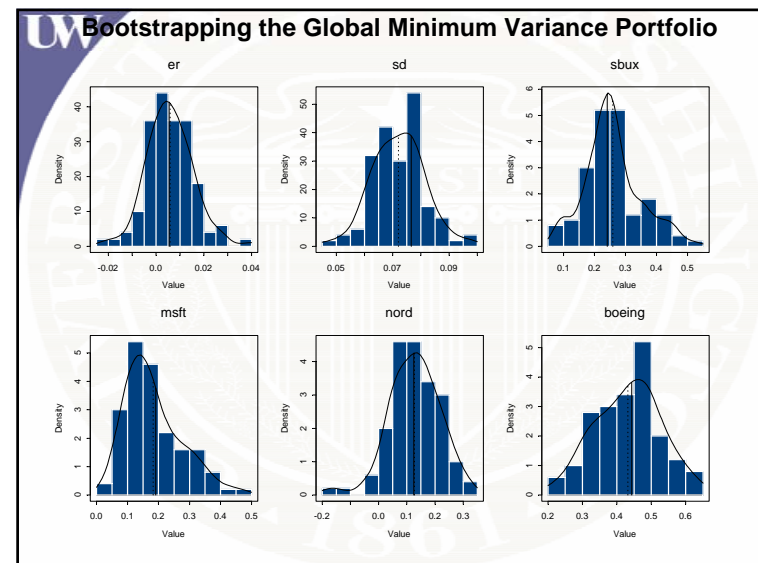 UW
Bootstrapping the Global Minimum Variance Portfolio
er
Density
0 10 20 30 40
-0.02 0.0 0.02 0.04
Value
sd
Density
0 10 20 30 40 50
0.05 0.07 0.09
Value
sbux
Density
0 1 2 3 4 5 6
0.1 0.2 0.3 0.4 0.5
Value
msft
Density
0 1 2 3 4 5
0.0 0.1 0.2 0.3 0.4 0.5
Value
nord
Density
0 1 2 3 4
-0.2 0.0 0.1 0.2 0.3
Value
boeing
Density
0 1 2 3 4 5
0.2 0.3 0.4 0.5 0.6
Value
1861